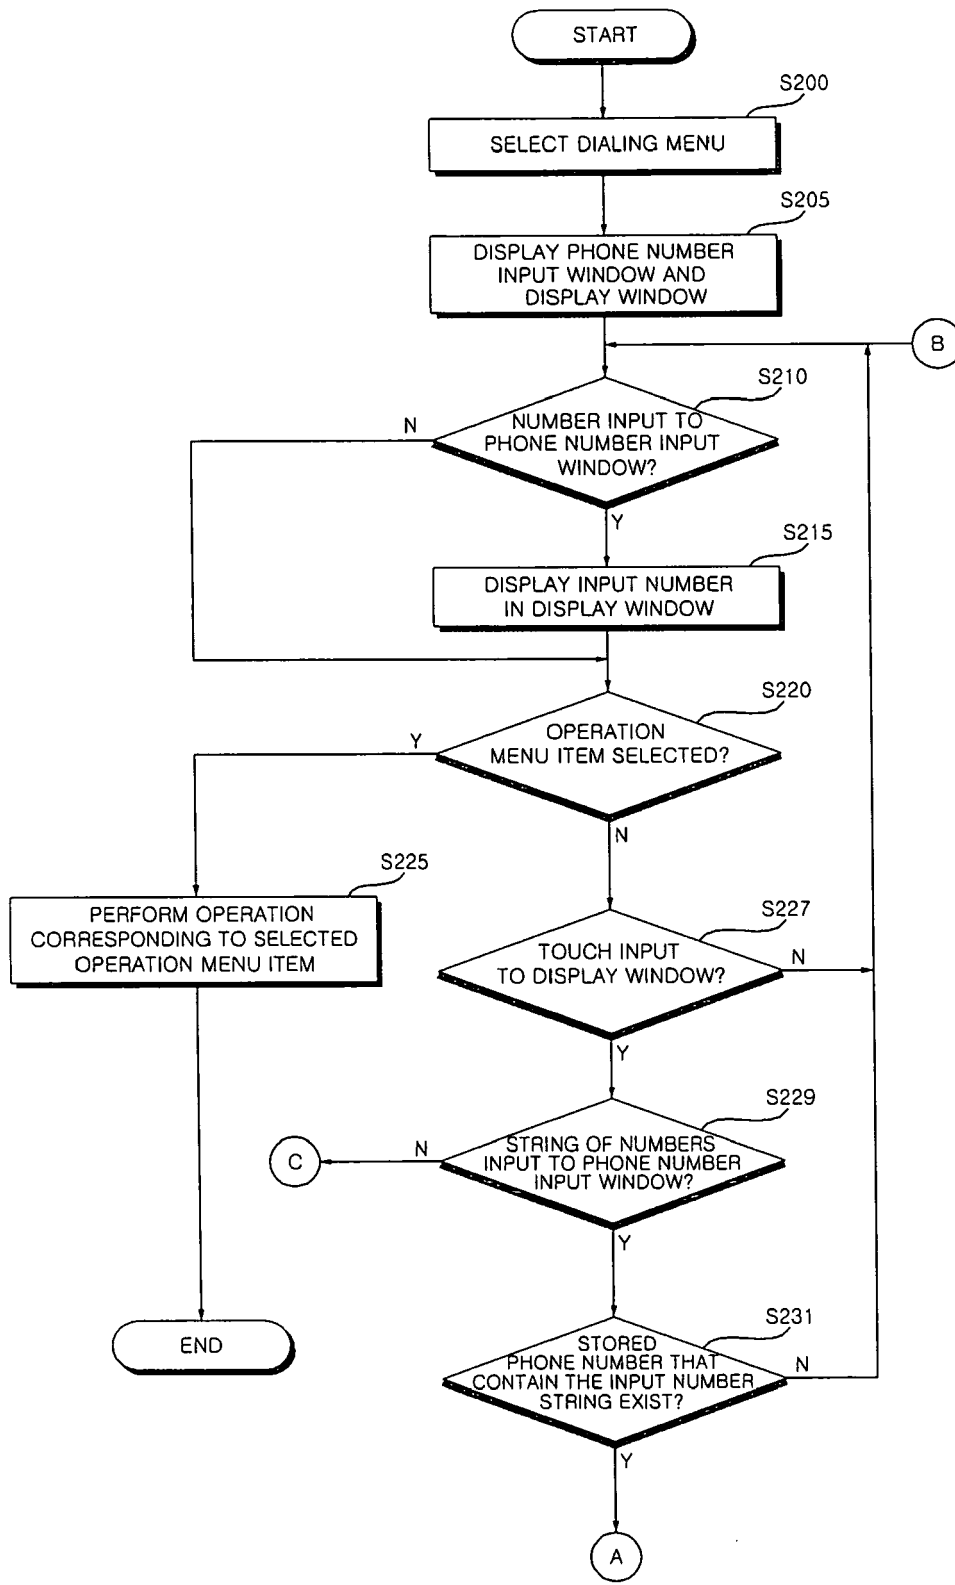 START
S200
SELECT DIALING MENU
S205
DISPLAY PHONE NUMBER
INPUT WINDOW AND
DISPLAY WINDOW
B
S210
N
NUMBER INPUT TO
PHONE NUMBER INPUT
WINDOW?
Y
S215
DISPLAY INPUT NUMBER
IN DISPLAY WINDOW
S220
Y
OPERATION
MENU ITEM SELECTED?
N
S225
PERFORM OPERATION
CORRESPONDING TO SELECTED
OPERATION MENU ITEM
S227
TOUCH INPUT
TO DISPLAY WINDOW?
N
Y
S229
C
N
STRING OF NUMBERS
INPUT TO PHONE NUMBER
INPUT WINDOW?
Y
END
S231
STORED
PHONE NUMBER THAT
CONTAIN THE INPUT NUMBER
STRING EXIST?
N
Y
A